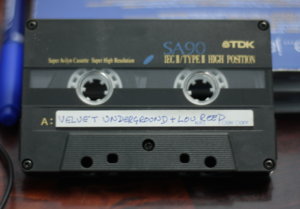 SA90 TDK
Super Avilyn Cassette Super High Resolution IEC II/TYPE II HIGH POSITION
A: VELVET UNDERGROUND + LOU REED